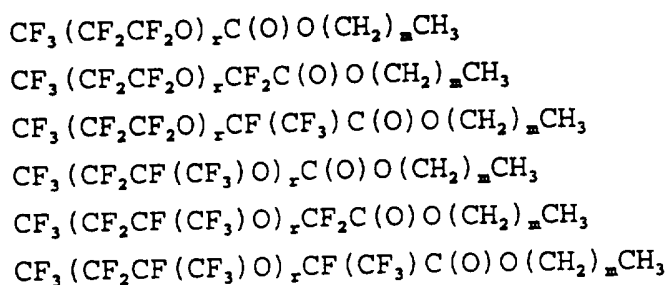 CF₃(CF₂CF₂O)ᵣC(O)O(CH₂)ₘCH₃
CF₃(CF₂CF₂O)ᵣCF₂C(O)O(CH₂)ₘCH₃
CF₃(CF₂CF₂O)ᵣCF(CF₃)C(O)O(CH₂)ₘCH₃
CF₃(CF₂CF(CF₃)O)ᵣC(O)O(CH₂)ₘCH₃
CF₃(CF₂CF(CF₃)O)ᵣCF₂C(O)O(CH₂)ₘCH₃
CF₃(CF₂CF(CF₃)O)ᵣCF(CF₃)C(O)O(CH₂)ₘCH₃